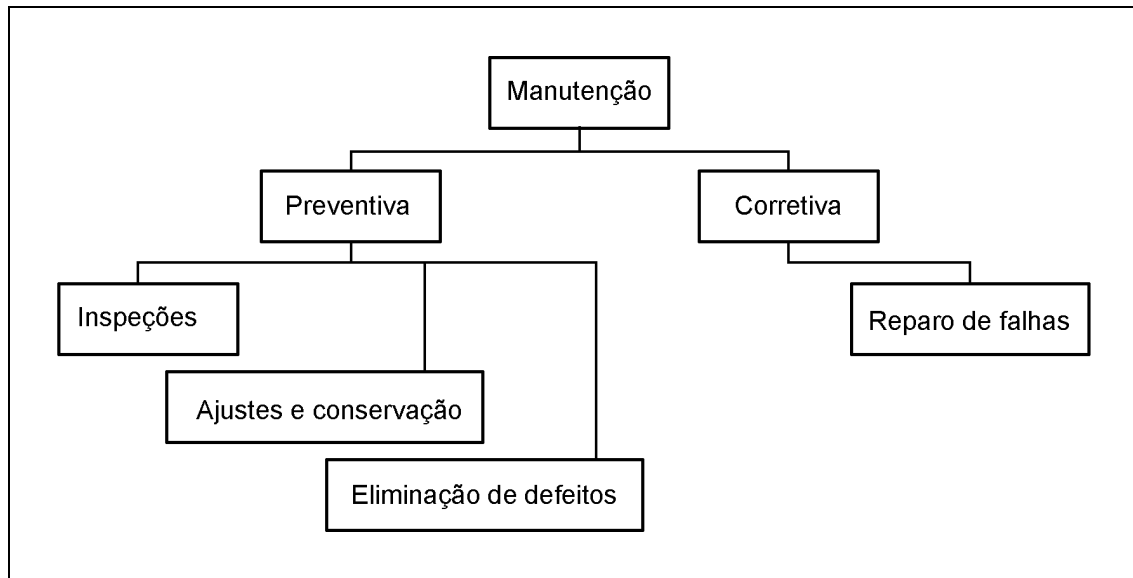 Manutenção
Preventiva
Corretiva
Inspeções
Reparo de falhas
Ajustes e conservação
Eliminação de defeitos